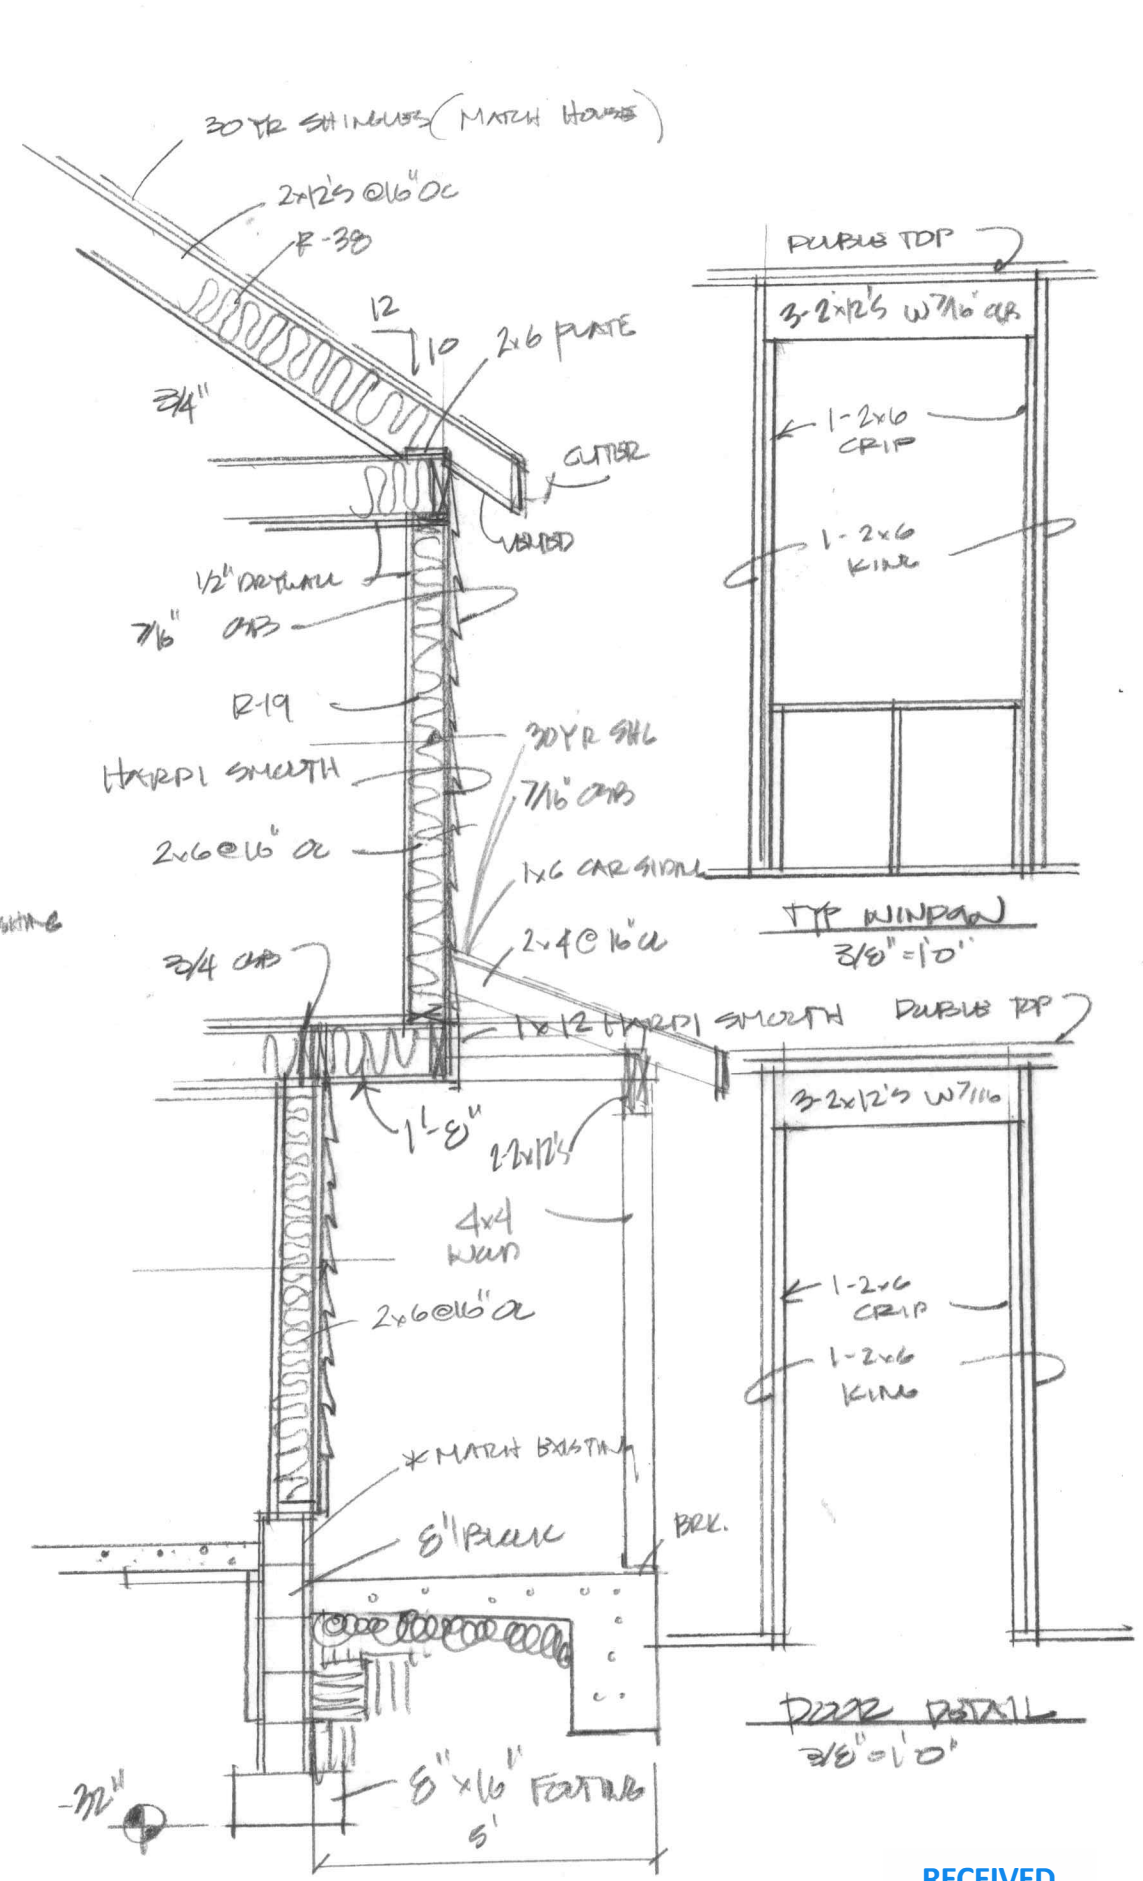 30 YR SHINGLES (MATCH HOUSE)
2x12'S @16" OC
R-38
12
10
2x6 PLATE
3/4"
GUTTER
VENTED
1/2" DRYWALL
7/16" OSB
R-19
HARDI SMOOTH
2x6@16" OC
30 YR SHG
7/16" OSB
1x6 CAR SIDING
2x4@16" OC
3/4 OSB
1x12 HARDI SMOOTH
1'-8"
2-2x12'S
4x4
2x6@16" OC
*MATCH EXISTING
8" BLOCK
BRK.
8"x16" FOOTING
5'
-32"
DOUBLE TOP
3-2x12'S W 7/16" OSB
1-2x6
CRIP
1-2x6
KING
TYP WINDOW
3/8"=1'0"
DOUBLE TOP
3-2x12'S W 7/16
1-2x6
CRIP
1-2x6
KING
DOOR DETAIL
3/8"=1'0"
RECEIVED